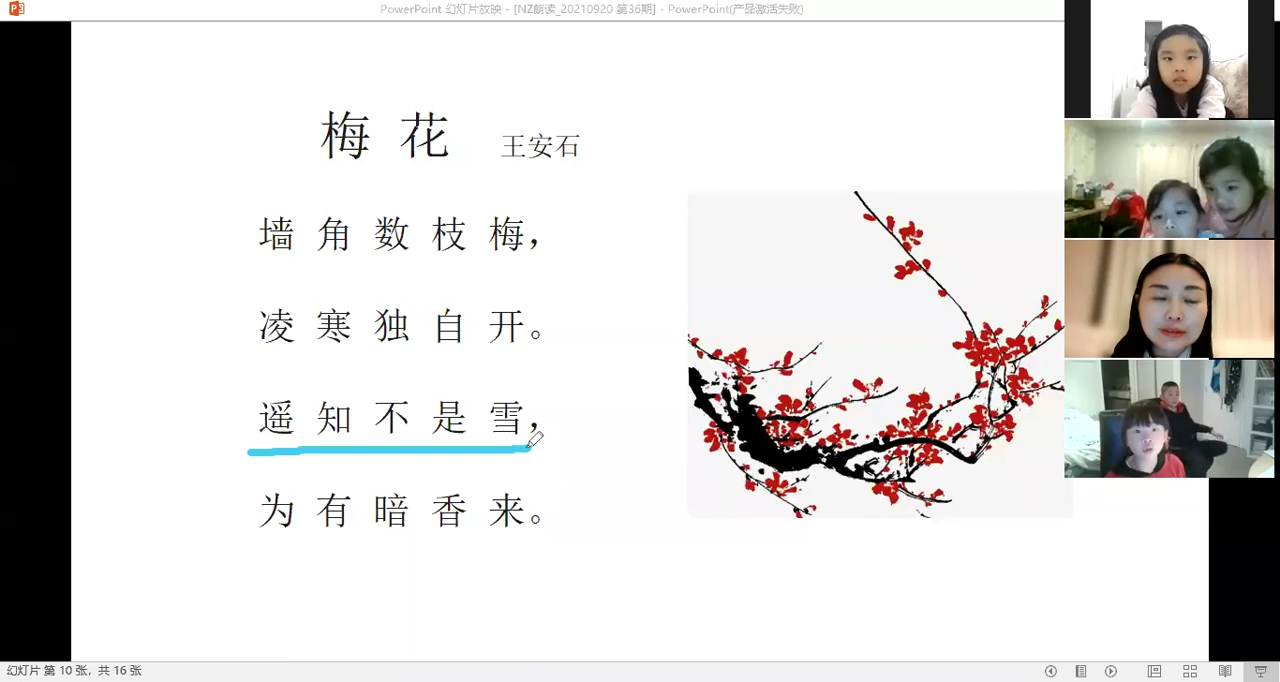 PowerPoint 幻灯片放映 - [NZ朗读_20210920 第36期] - PowerPoint(产品激活失败)
梅花 王安石
墙角数枝梅，
凌寒独自开。
遥知不是雪，
为有暗香来。
幻灯片 第 10 张，共 16 张